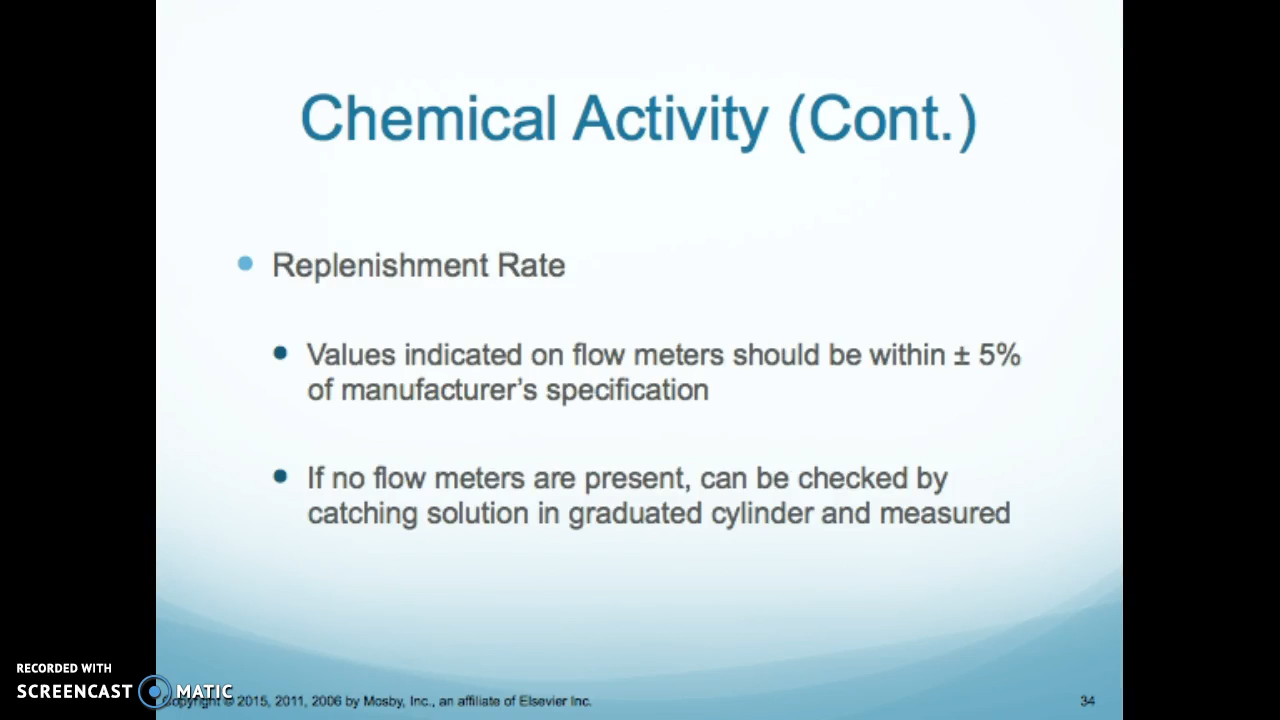 Chemical Activity (Cont.)
Replenishment Rate
Values indicated on flow meters should be within ± 5%
of manufacturer's specification
If no flow meters are present, can be checked by
catching solution in graduated cylinder and measured
RECORDED WITH
SCREENCAST MATIC
Copyright © 2015, 2011, 2006 by Mosby, Inc., an affiliate of Elsevier Inc.
34